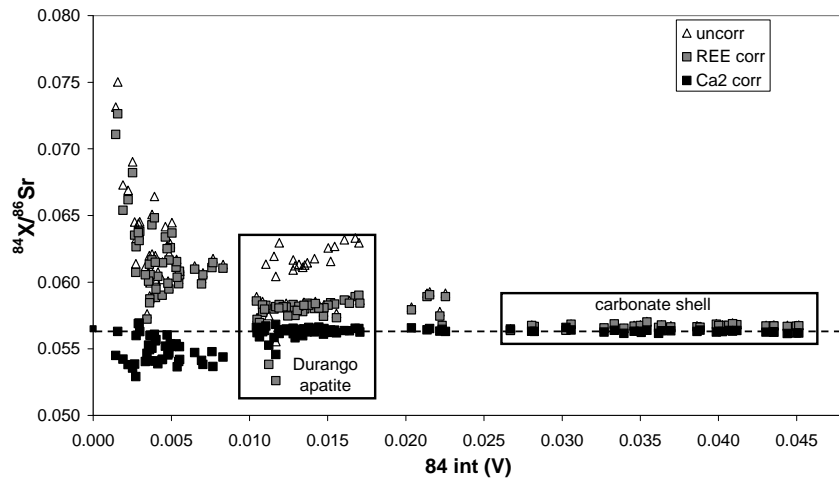 0.080
0.075
0.070
0.065
0.060
0.055
0.050
84X/86Sr
uncorr
REE corr
Ca2 corr
carbonate shell
Durango
apatite
0.000 0.005 0.010 0.015 0.020 0.025 0.030 0.035 0.040 0.045
84 int (V)